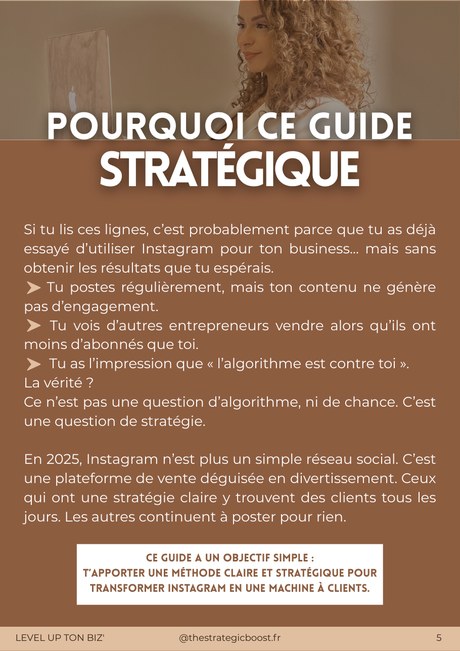 POURQUOI CE GUIDE
STRATÉGIQUE
Si tu lis ces lignes, c’est probablement parce que tu as déjà
essayé d’utiliser Instagram pour ton business… mais sans
obtenir les résultats que tu espérais.
➤ Tu postes régulièrement, mais ton contenu ne génère
pas d’engagement.
➤ Tu vois d’autres entrepreneurs vendre alors qu’ils ont
moins d’abonnés que toi.
➤ Tu as l’impression que « l’algorithme est contre toi ».
La vérité ?
Ce n’est pas une question d’algorithme, ni de chance. C’est
une question de stratégie.
En 2025, Instagram n’est plus un simple réseau social. C’est
une plateforme de vente déguisée en divertissement. Ceux
qui ont une stratégie claire y trouvent des clients tous les
jours. Les autres continuent à poster pour rien.
CE GUIDE A UN OBJECTIF SIMPLE :
T’APPORTER UNE MÉTHODE CLAIRE ET STRATÉGIQUE POUR
TRANSFORMER INSTAGRAM EN UNE MACHINE À CLIENTS.
LEVEL UP TON BIZ’ @thestrategicboost.fr 5